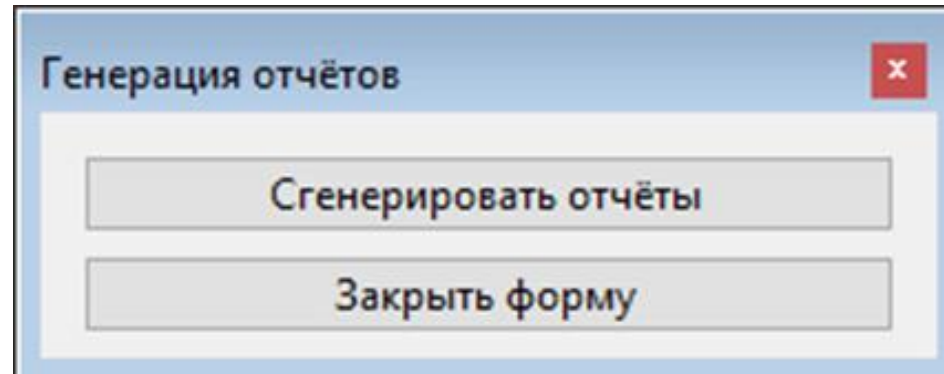 Генерация отчётов
Сгенерировать отчёты
Закрыть форму